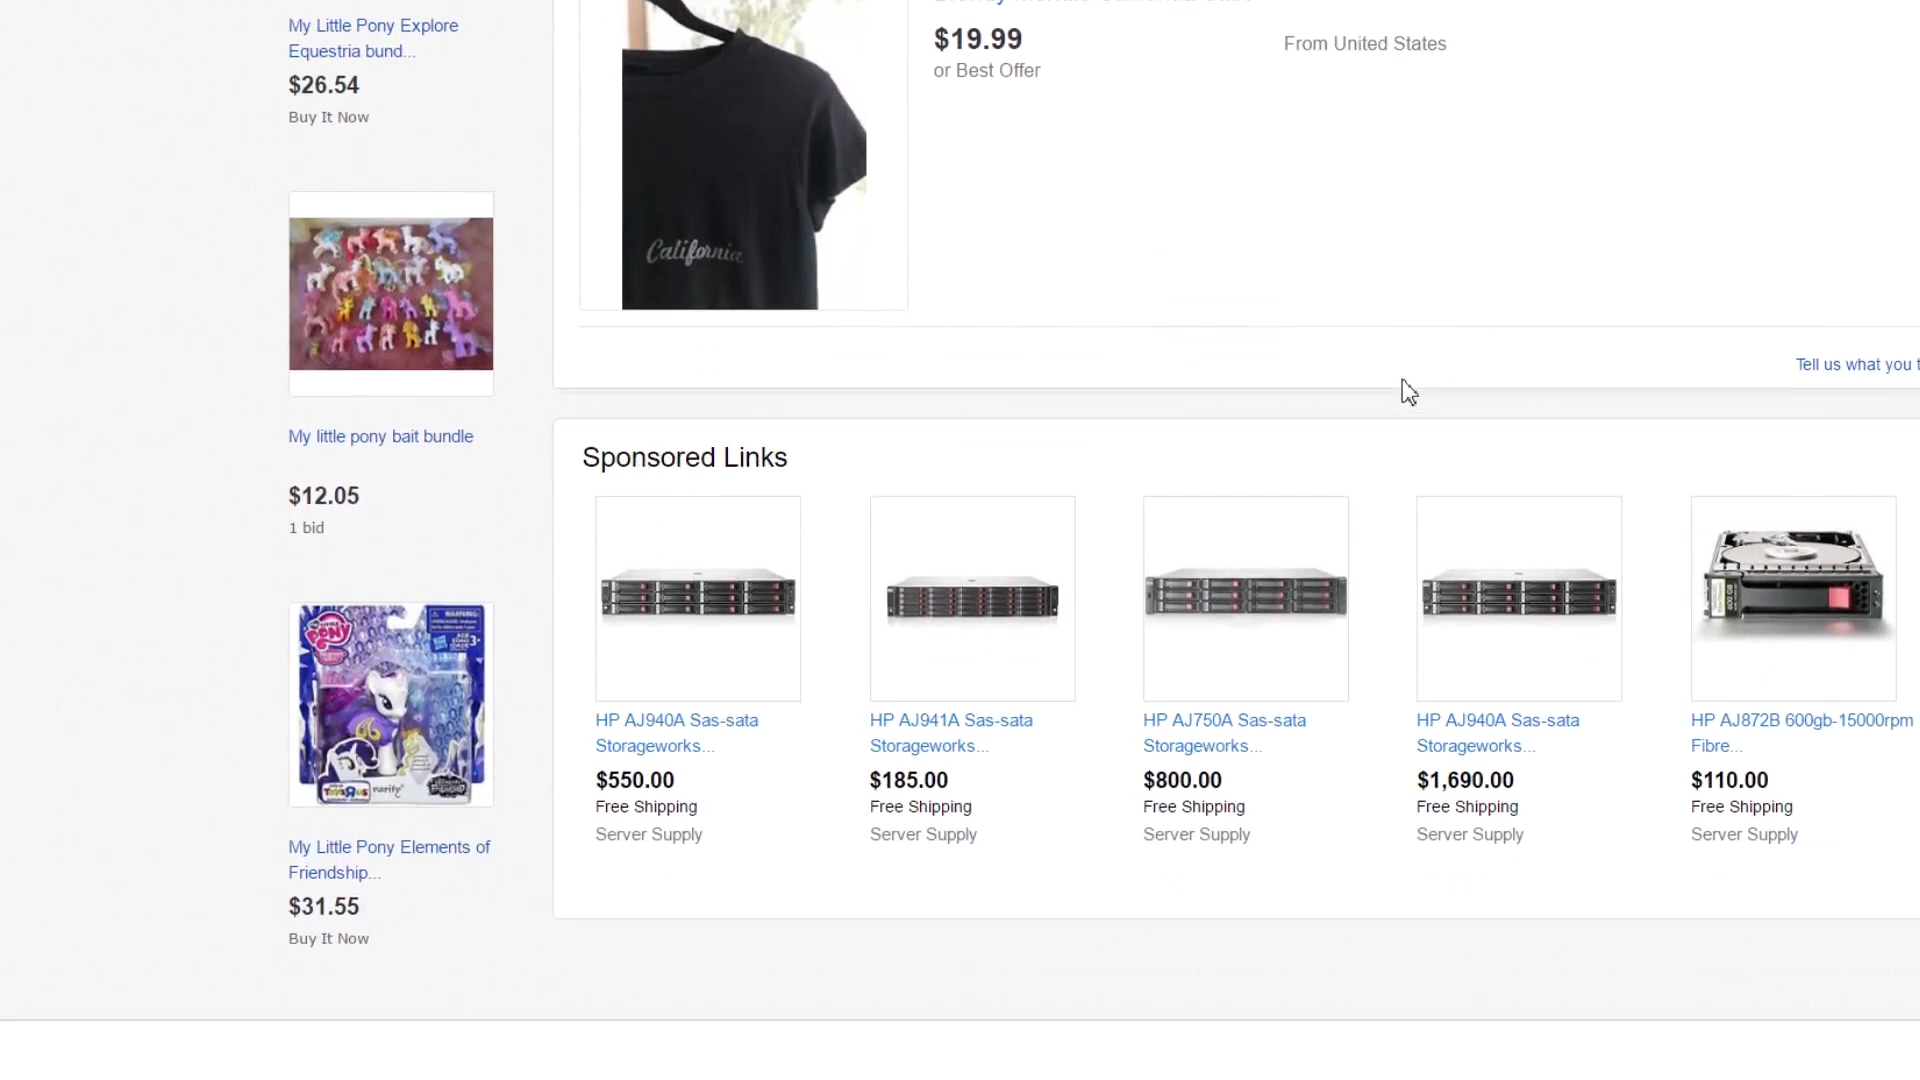 My Little Pony Explore
Equestria bund...
$26.54
Buy It Now
My little pony bait bundle
$12.05
1 bid
WARNING:
My Little Pony Elements of
Friendship...
$31.55
Buy It Now
$19.99
or Best Offer
From United States
California
Tell us what you t
Sponsored Links
HP AJ940A Sas-sata
Storageworks...
$550.00
Free Shipping
Server Supply
HP AJ941A Sas-sata
Storageworks...
$185.00
Free Shipping
Server Supply
HP AJ750A Sas-sata
Storageworks...
$800.00
Free Shipping
Server Supply
HP AJ940A Sas-sata
Storageworks...
$1,690.00
Free Shipping
Server Supply
HP AJ872B 600gb-15000rpm
Fibre...
$110.00
Free Shipping
Server Supply